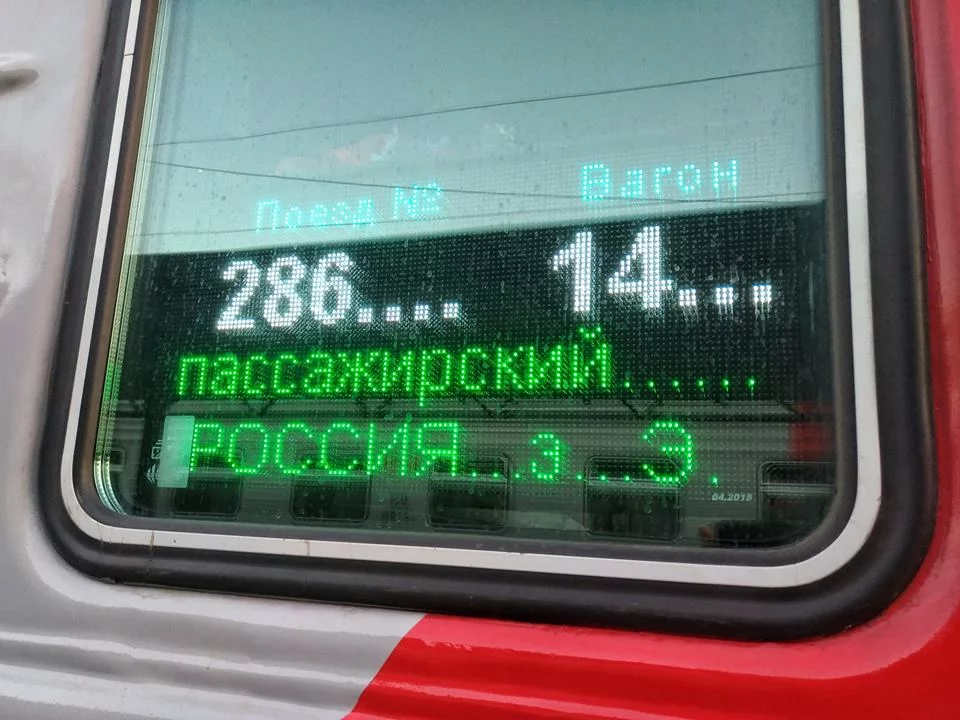 Поезд № Вагон
286.... 14...
пассажирский.......
РОССИЯ...з...Э.
04.2018